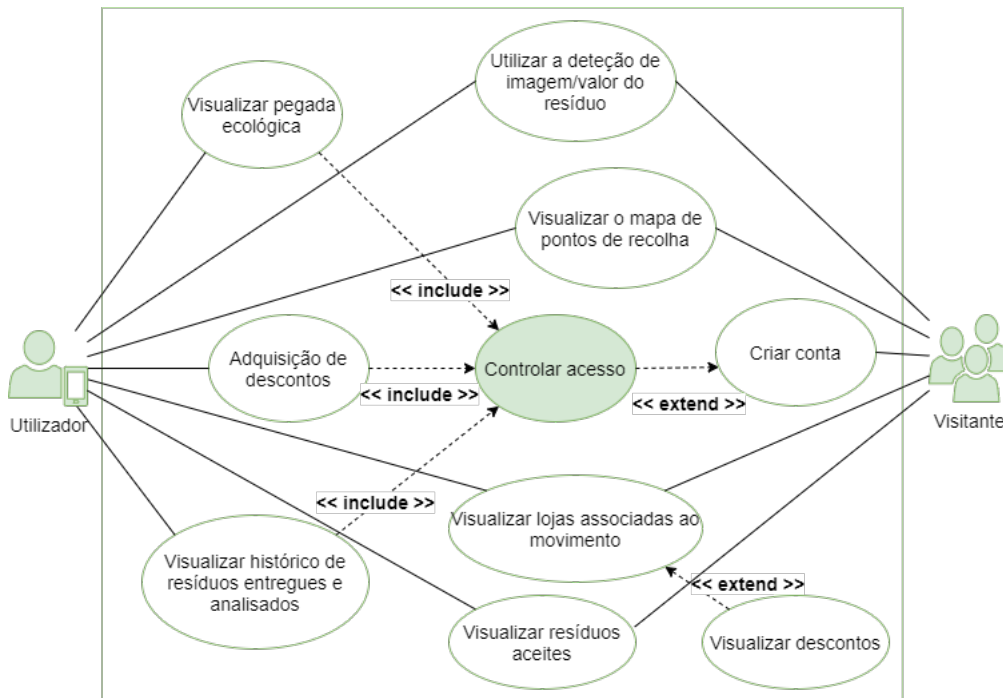 Utilizar a deteção de
imagem/valor do
resíduo
Visualizar pegada
ecológica
Visualizar o mapa de
pontos de recolha
<< include >>
Adquisição de
descontos
Controlar acesso
Criar conta
<< include >>
<< extend >>
Utilizador
Visitante
<< include >>
Visualizar lojas associadas ao
movimento
Visualizar histórico de
resíduos entregues e
analisados
<< extend >>
Visualizar resíduos
aceites
Visualizar descontos